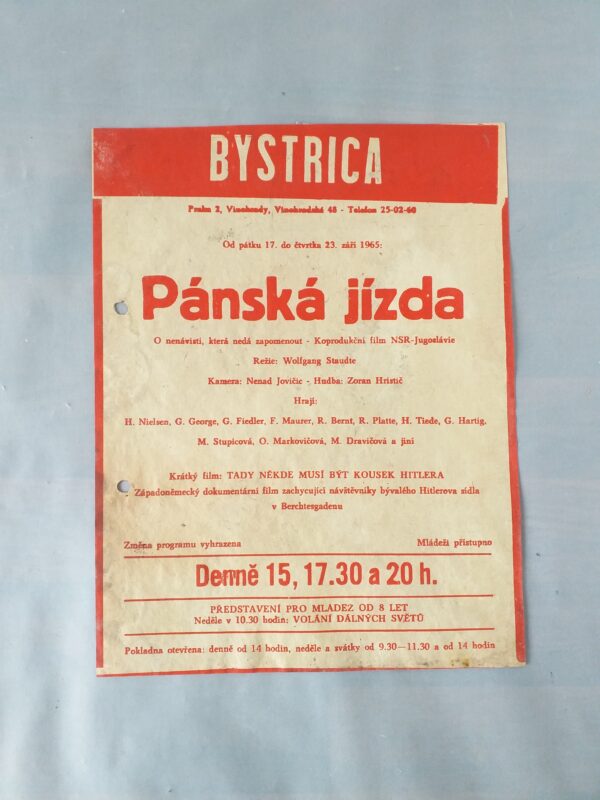 BYSTRICA
Praha 2, Vinohrady, Vinohradská 48 - Telefon 25-02-60
Od pátku 17. do čtvrtka 23. září 1965:
Pánská jízda
O nenávisti, která nedá zapomenout - Koprodukční film NSR-Jugoslávie
Režie: Wolfgang Staudte
Kamera: Nenad Jovičic - Hudba: Zoran Hristič
Hrají:
H. Nielsen, G. George, G. Fiedler, F. Maurer, R. Bernt, R. Platte, H. Tiede, G. Hartig,
M. Stupicová, O. Markovičová, M. Dravičová a jiní
Krátký film: TADY NĚKDE MUSÍ BÝT KOUSEK HITLERA
Západoněmecký dokumentární film zachycující návštěvníky bývalého Hitlerova sídla
v Berchtesgadenu
Změna programu vyhrazena Mládeži přístupno
Denně 15, 17.30 a 20 h.
PŘEDSTAVENÍ PRO MLÁDEZ OD 8 LET
Neděle v 10.30 hodin: VOLÁNÍ DÁLNÝCH SVĚTŮ
Pokladna otevřena: denně od 14 hodin, neděle a svátky od 9.30—11.30 a od 14 hodin